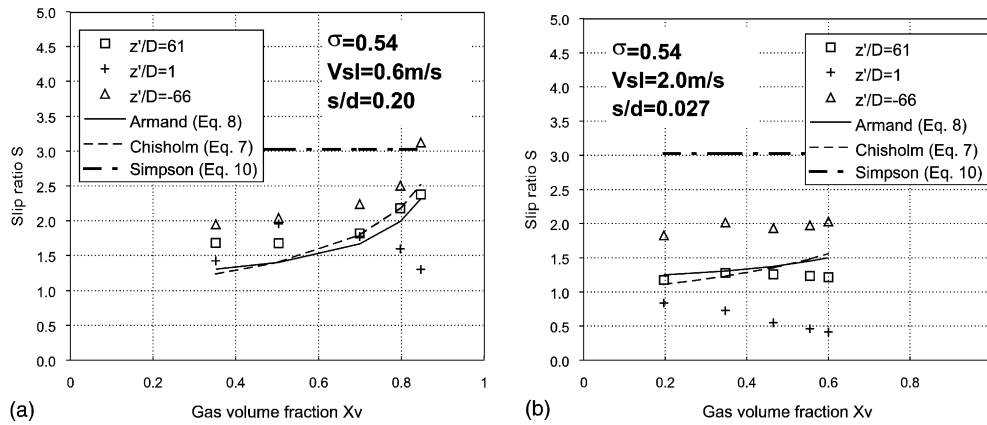 5.0
4.5
4.0
3.5
3.0
2.5
2.0
1.5
1.0
0.5
0.0
Slip ratio S
z'/D=61
z'/D=1
z'/D=-66
Armand (Eq. 8)
Chisholm (Eq. 7)
Simpson (Eq. 10)
σ=0.54
Vsl=0.6m/s
s/d=0.20
0 0.2 0.4 0.6 0.8 1
Gas volume fraction Xv
(a)
5.0
4.5
4.0
3.5
3.0
2.5
2.0
1.5
1.0
0.5
0.0
Slip ratio S
σ=0.54
Vsl=2.0m/s
s/d=0.027
z'/D=61
z'/D=1
z'/D=-66
Armand (Eq. 8)
Chisholm (Eq. 7)
Simpson (Eq. 10)
0 0.2 0.4 0.6 0.8
Gas volume fraction Xv
(b)